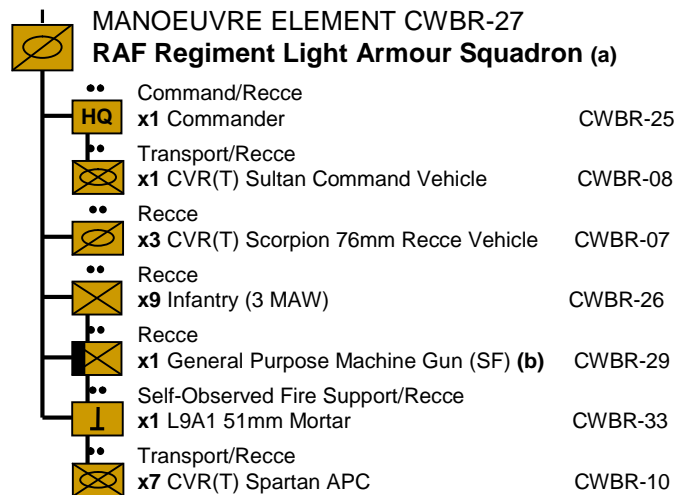 MANOEUVRE ELEMENT CWBR-27
RAF Regiment Light Armour Squadron (a)
Command/Recce
HQ x1 Commander CWBR-25
Transport/Recce
x1 CVR(T) Sultan Command Vehicle CWBR-08
Recce
x3 CVR(T) Scorpion 76mm Recce Vehicle CWBR-07
Recce
x9 Infantry (3 MAW) CWBR-26
Recce
x1 General Purpose Machine Gun (SF) (b) CWBR-29
Self-Observed Fire Support/Recce
x1 L9A1 51mm Mortar CWBR-33
Transport/Recce
x7 CVR(T) Spartan APC CWBR-10